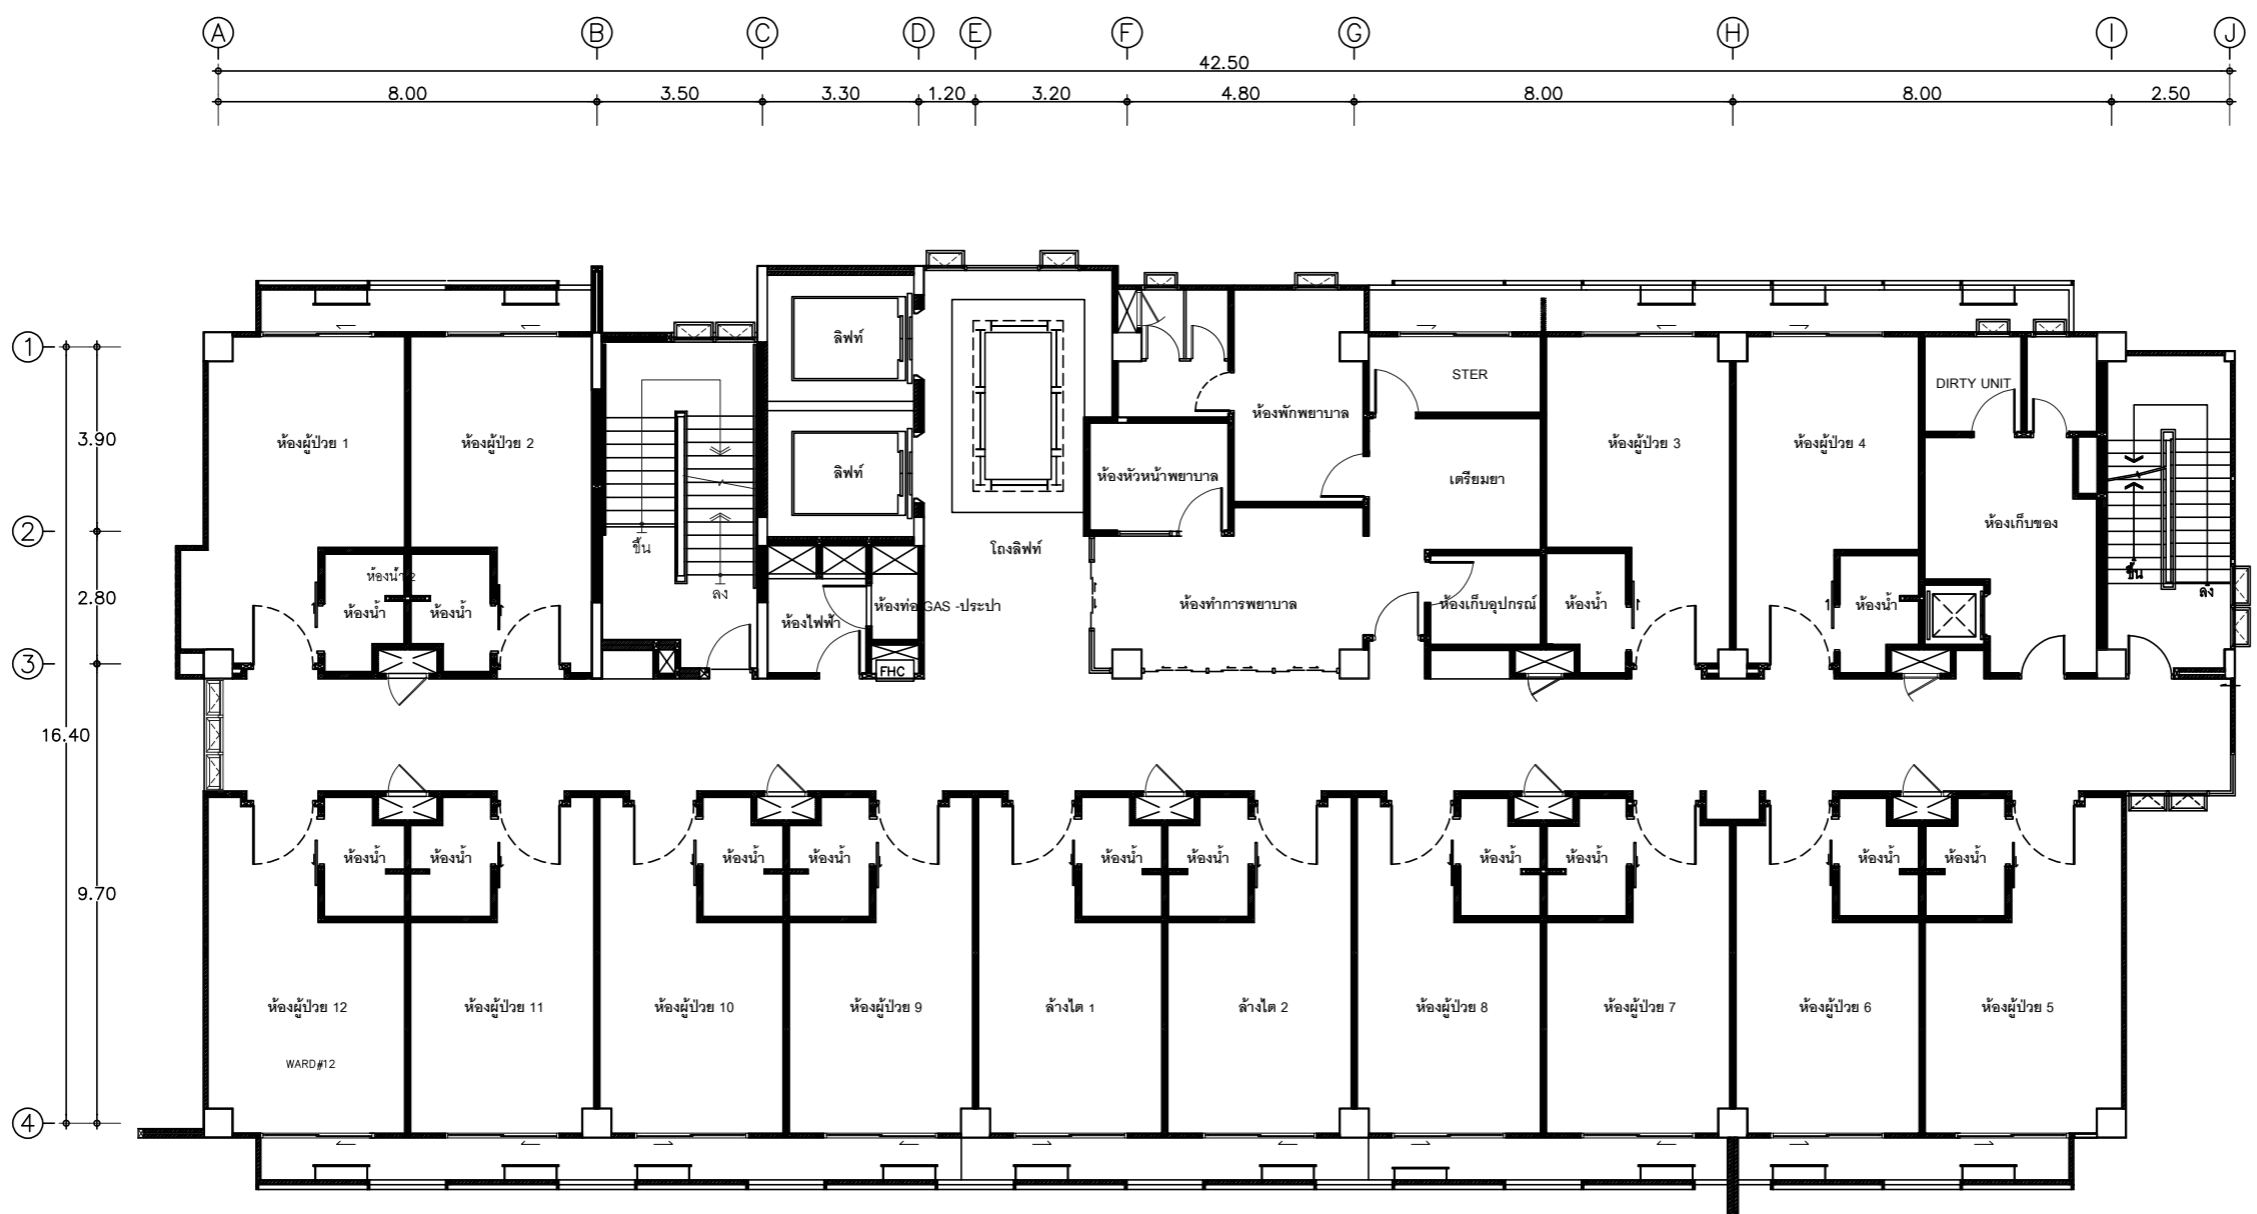 A B C D E F G H I J
42.50
8.00 3.50 3.30 1.20 3.20 4.80 8.00 8.00 2.50
1
3.90
2
2.80
3
16.40
9.70
4
ลิฟท์
ลิฟท์
STER
DIRTY UNIT
ห้องพักพยาบาล
ห้องผู้ป่วย 1
ห้องผู้ป่วย 2
ห้องผู้ป่วย 3
ห้องผู้ป่วย 4
ห้องหัวหน้าพยาบาล
เตรียมยา
ห้องเก็บของ
ขึ้น
โถงลิฟท์
ขึ้น
ห้องน้ำ 2
ลง
ลง
ห้องน้ำ
ห้องน้ำ
ห้องไฟฟ้า
ห้องท่อ GAS -ประปา
ห้องทำการพยาบาล
ห้องเก็บอุปกรณ์
ห้องน้ำ
ห้องน้ำ
FHC
ห้องน้ำ ห้องน้ำ ห้องน้ำ ห้องน้ำ ห้องน้ำ ห้องน้ำ ห้องน้ำ ห้องน้ำ ห้องน้ำ ห้องน้ำ
ห้องผู้ป่วย 12 ห้องผู้ป่วย 11 ห้องผู้ป่วย 10 ห้องผู้ป่วย 9 ล้างไต 1 ล้างไต 2 ห้องผู้ป่วย 8 ห้องผู้ป่วย 7 ห้องผู้ป่วย 6 ห้องผู้ป่วย 5
WARD#12